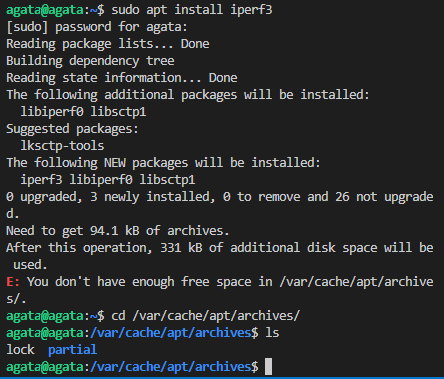 agata@agata:~$ sudo apt install iperf3
[sudo] password for agata:
Reading package lists... Done
Building dependency tree
Reading state information... Done
The following additional packages will be installed:
  libiperf0 libsctp1
Suggested packages:
  lksctp-tools
The following NEW packages will be installed:
  iperf3 libiperf0 libsctp1
0 upgraded, 3 newly installed, 0 to remove and 26 not upgrade
d.
Need to get 94.1 kB of archives.
After this operation, 331 kB of additional disk space will be
 used.
E: You don't have enough free space in /var/cache/apt/archive
s/.
agata@agata:~$ cd /var/cache/apt/archives/
agata@agata:/var/cache/apt/archives$ ls
lock  partial
agata@agata:/var/cache/apt/archives$